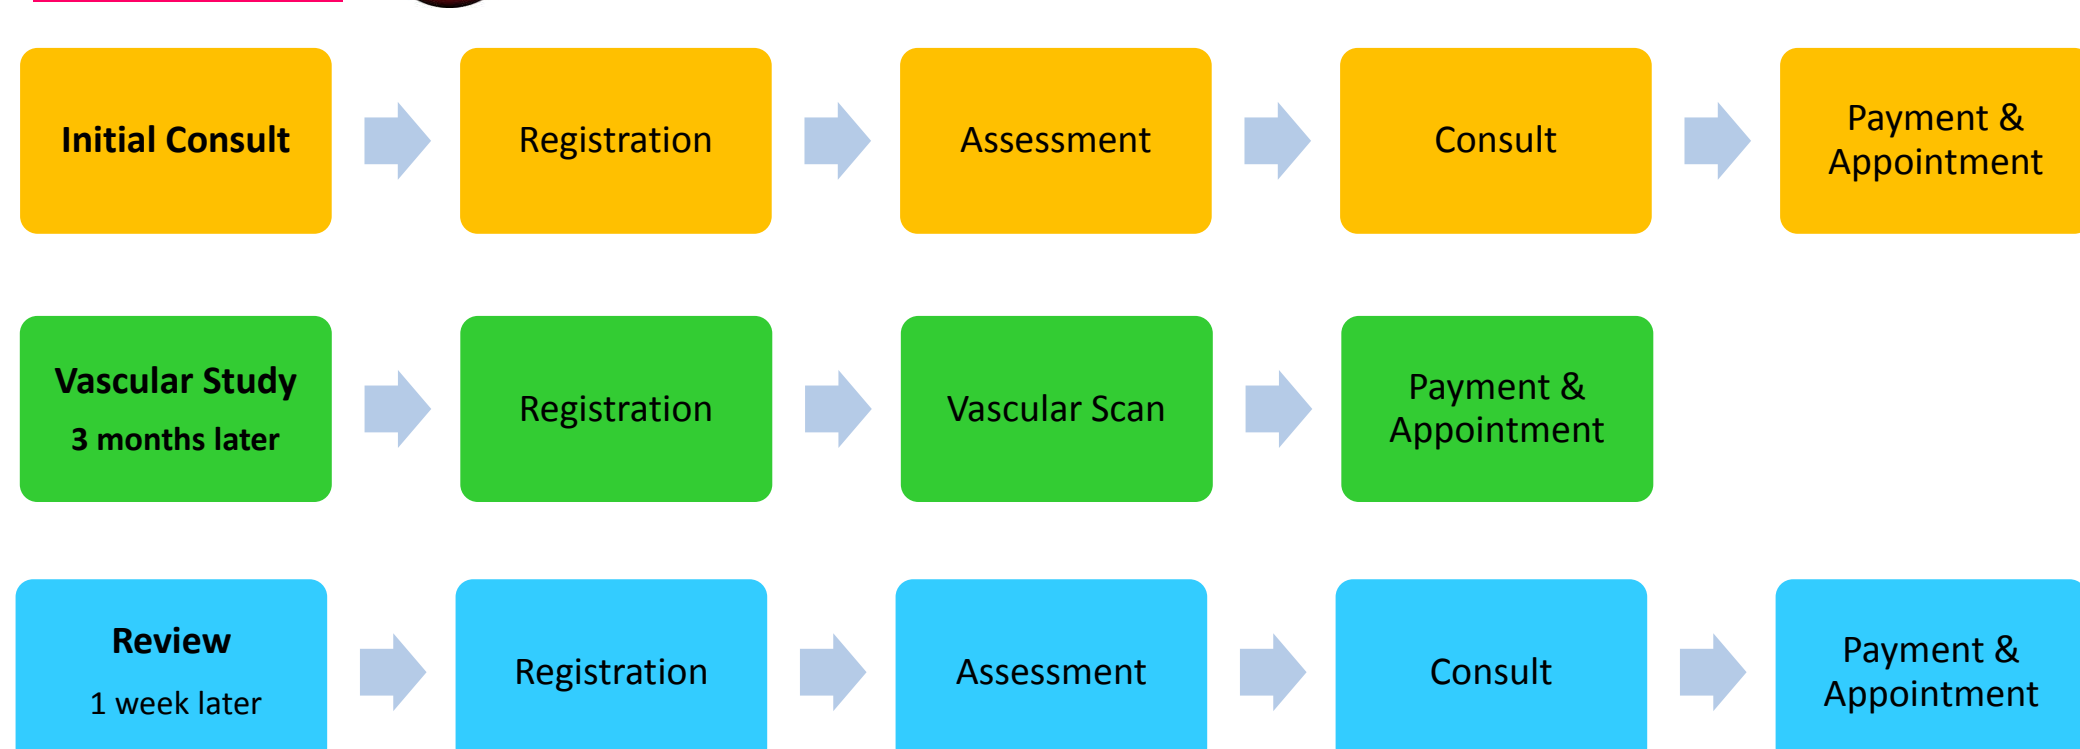 Initial Consult
Registration
Assessment
Consult
Payment &
Appointment
Vascular Study
3 months later
Registration
Vascular Scan
Payment &
Appointment
Review
1 week later
Registration
Assessment
Consult
Payment &
Appointment